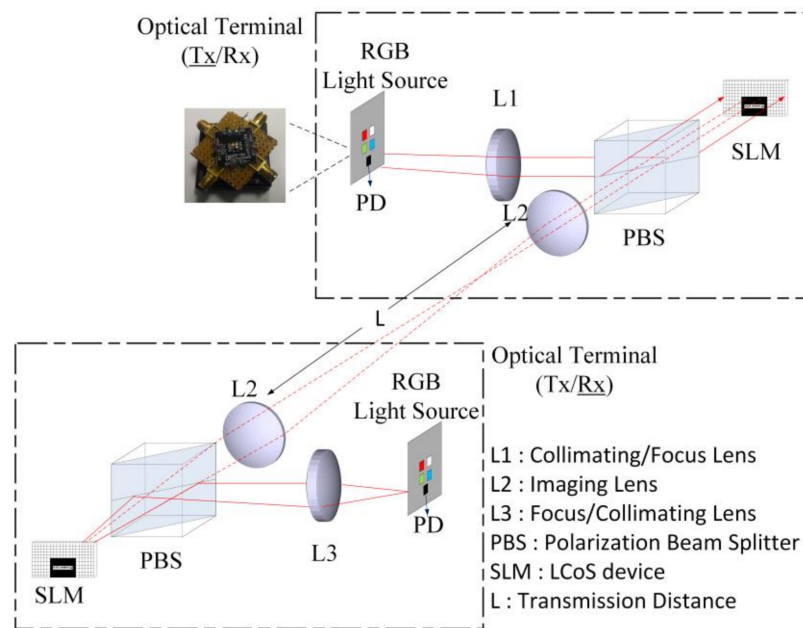 Optical Terminal
(Tx/Rx)
RGB
Light Source
L1
SLM
PD
L2
PBS
L
Optical Terminal
(Tx/Rx)
L2
RGB
Light Source
PBS
L3
PD
SLM
L1 : Collimating/Focus Lens
L2 : Imaging Lens
L3 : Focus/Collimating Lens
PBS : Polarization Beam Splitter
SLM : LCoS device
L : Transmission Distance